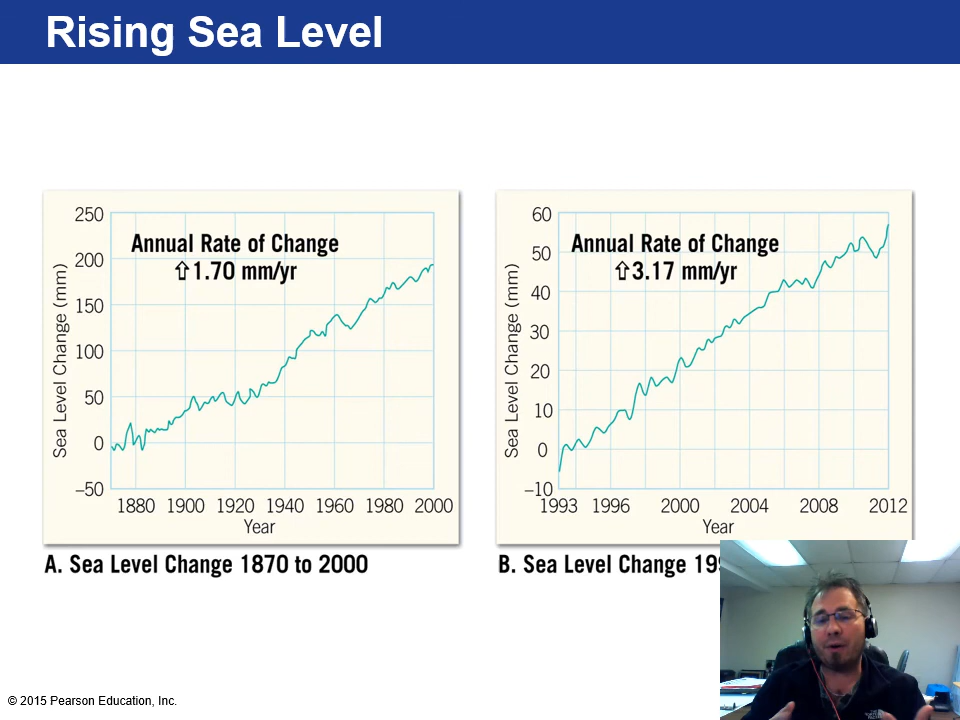 Rising Sea Level
250
200
150
100
50
0
–50
Sea Level Change (mm)
Annual Rate of Change
⇧1.70 mm/yr
1880 1900 1920 1940 1960 1980 2000
Year
A. Sea Level Change 1870 to 2000
60
50
40
30
20
10
0
–10
Sea Level Change (mm)
Annual Rate of Change
⇧3.17 mm/yr
1993 1996 2000 2004 2008 2012
Year
B. Sea Level Change 19
© 2015 Pearson Education, Inc.